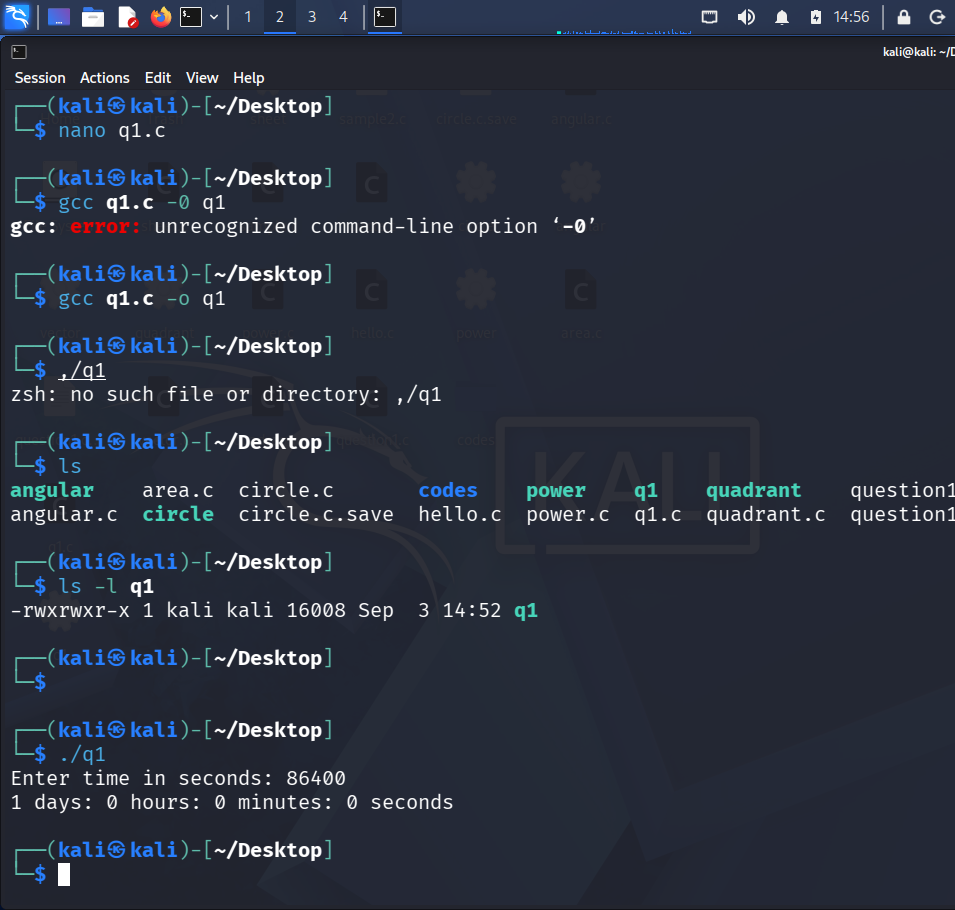 1 2 3 4 14:56
kali@kali: ~/D
Session Actions Edit View Help
┌──(kali㉿kali)-[~/Desktop]
└─$ nano q1.c
┌──(kali㉿kali)-[~/Desktop]
└─$ gcc q1.c -0 q1
gcc: error: unrecognized command-line option ‘-0’
┌──(kali㉿kali)-[~/Desktop]
└─$ gcc q1.c -o q1
┌──(kali㉿kali)-[~/Desktop]
└─$ ,/q1
zsh: no such file or directory: ,/q1
┌──(kali㉿kali)-[~/Desktop]
└─$ ls
angular area.c circle.c codes power q1 quadrant question1
angular.c circle circle.c.save hello.c power.c q1.c quadrant.c question1
┌──(kali㉿kali)-[~/Desktop]
└─$ ls -l q1
-rwxrwxr-x 1 kali kali 16008 Sep  3 14:52 q1
┌──(kali㉿kali)-[~/Desktop]
└─$
┌──(kali㉿kali)-[~/Desktop]
└─$ ./q1
Enter time in seconds: 86400
1 days: 0 hours: 0 minutes: 0 seconds
┌──(kali㉿kali)-[~/Desktop]
└─$
KALI